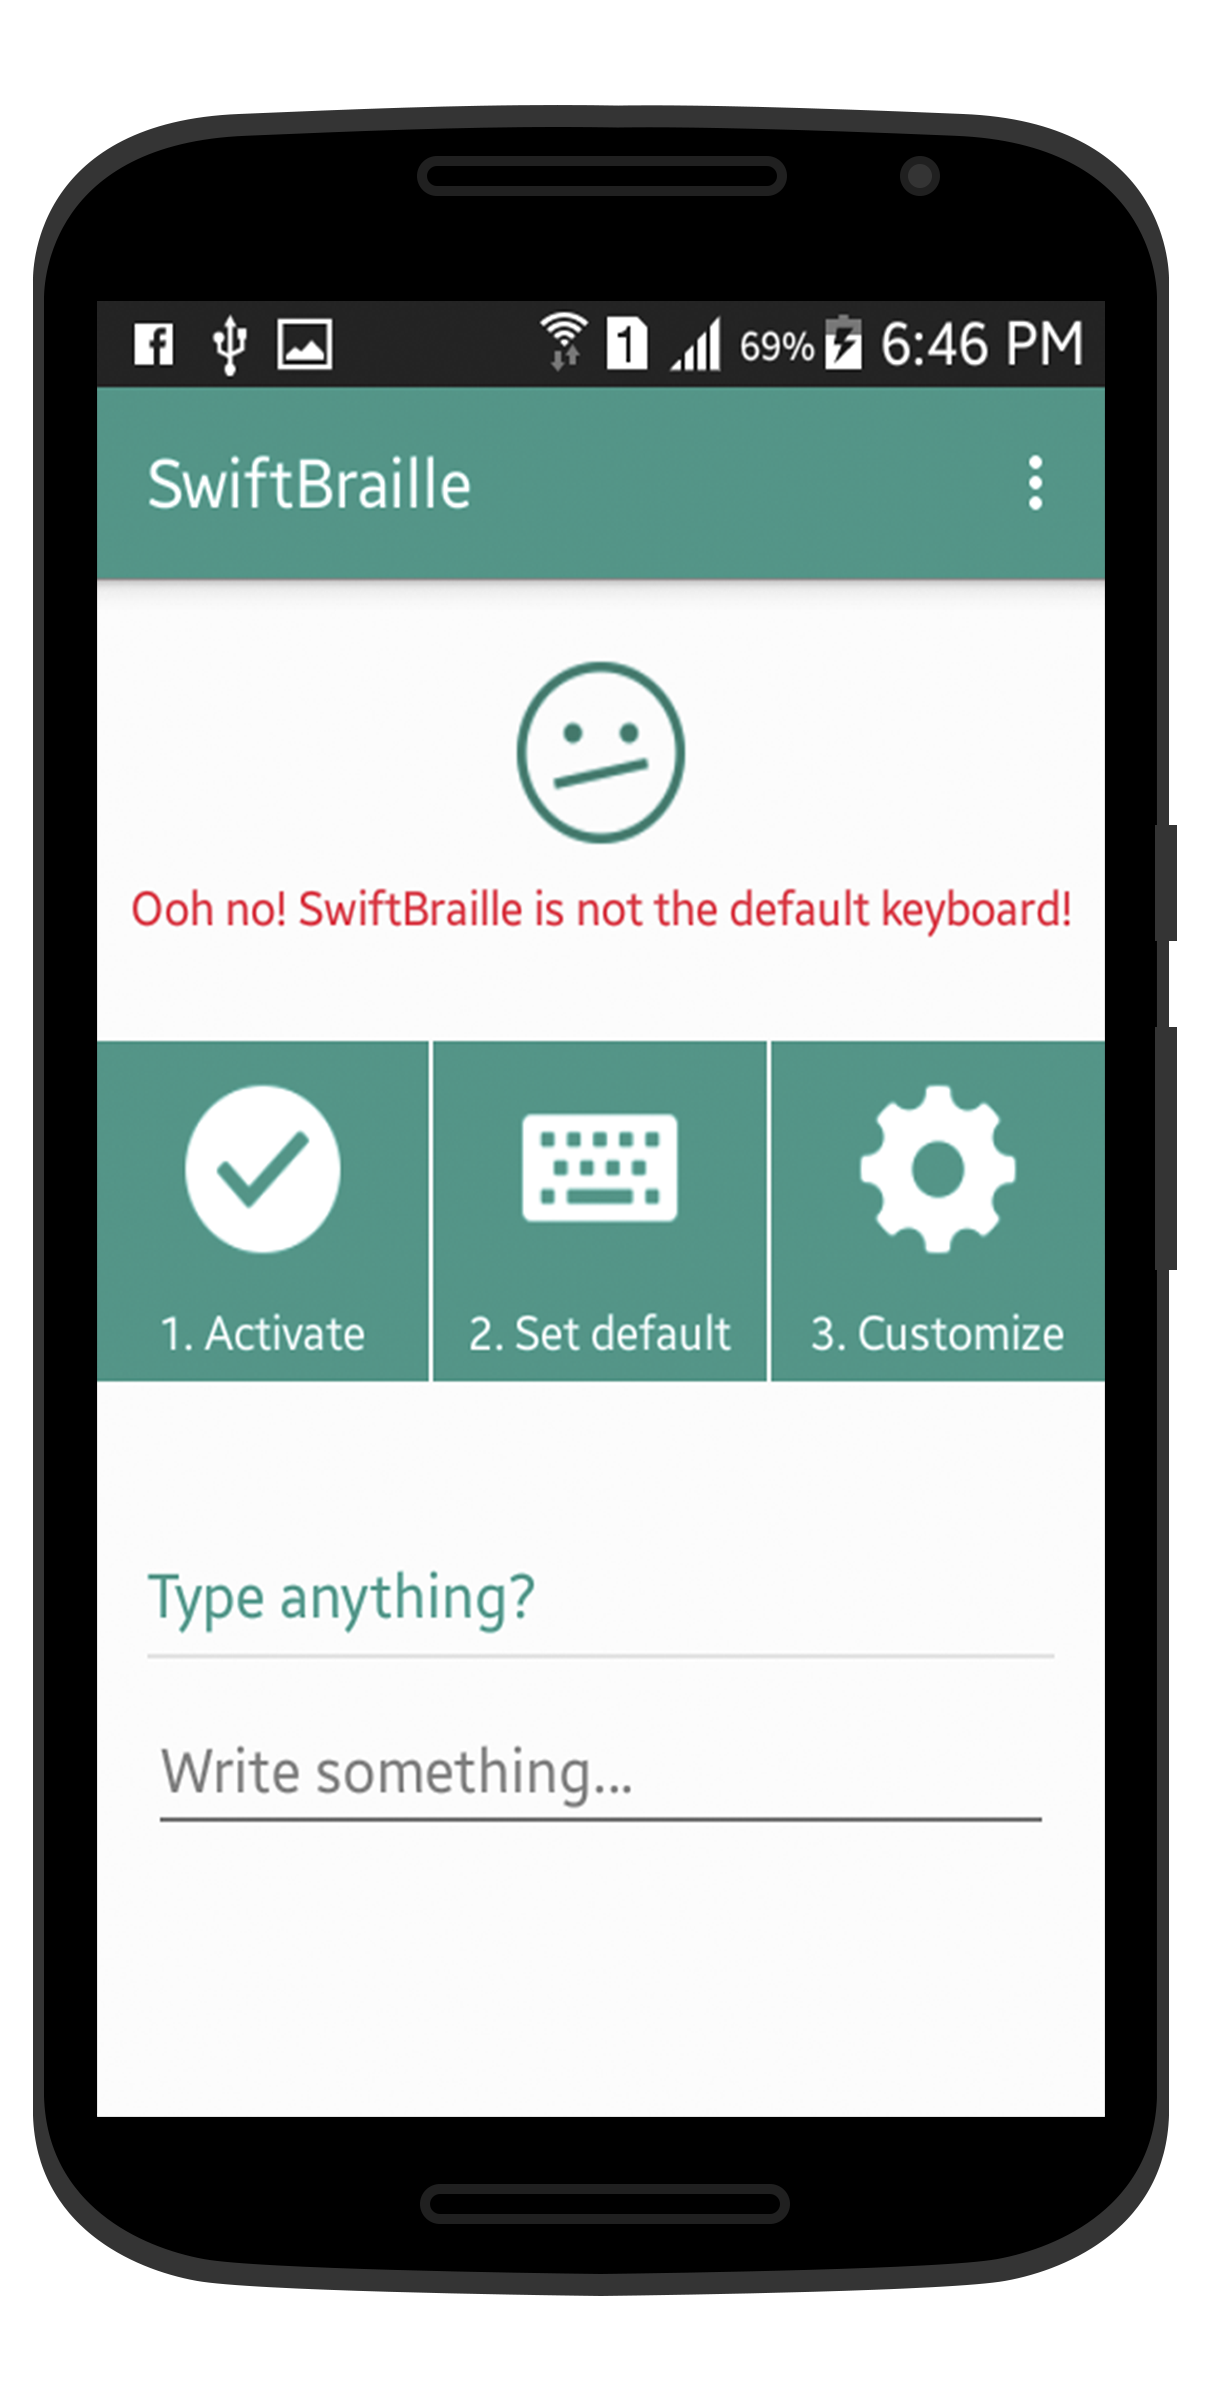 1 69% 6:46 PM
SwiftBraille
Ooh no! SwiftBraille is not the default keyboard!
1. Activate 2. Set default 3. Customize
Type anything?
Write something...